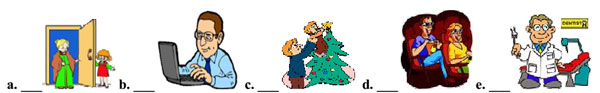 DENTIST
a. ___ b. ___ c. ___ d. ___ e. ___